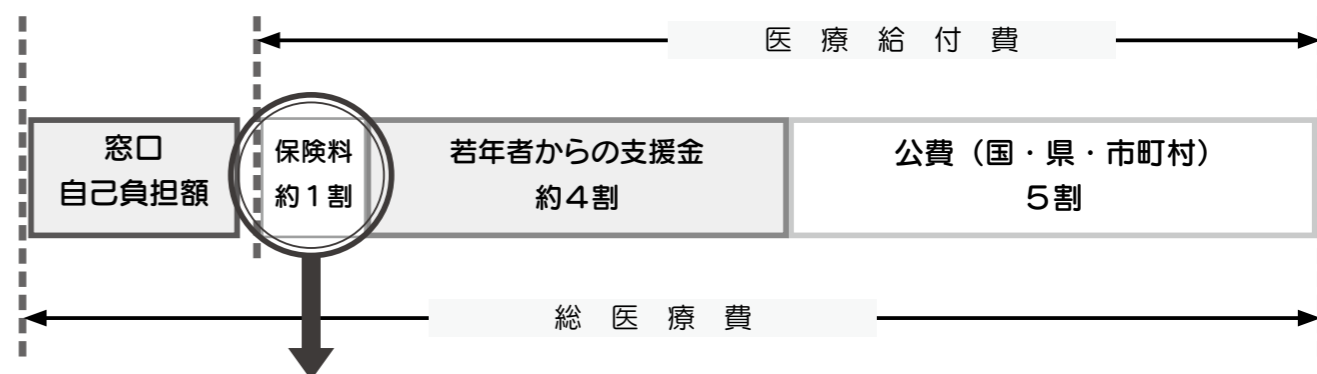 医療給付費
窓口
自己負担額
保険料
約1割
若年者からの支援金
約4割
公費（国・県・市町村）
5割
総医療費